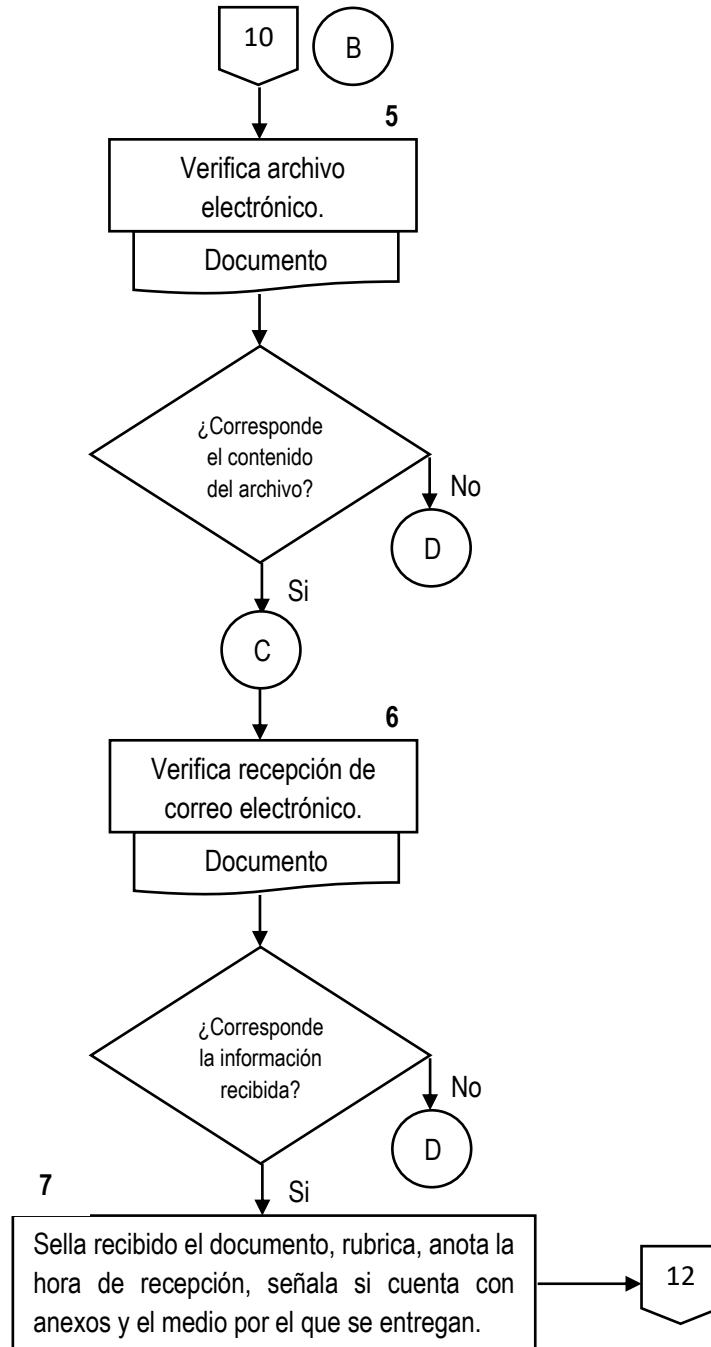 10
B
5
Verifica archivo
electrónico.
Documento
¿Corresponde
el contenido
del archivo?
No
D
Si
C
6
Verifica recepción de
correo electrónico.
Documento
¿Corresponde
la información
recibida?
No
D
Si
7
Sella recibido el documento, rubrica, anota la
hora de recepción, señala si cuenta con
anexos y el medio por el que se entregan.
12